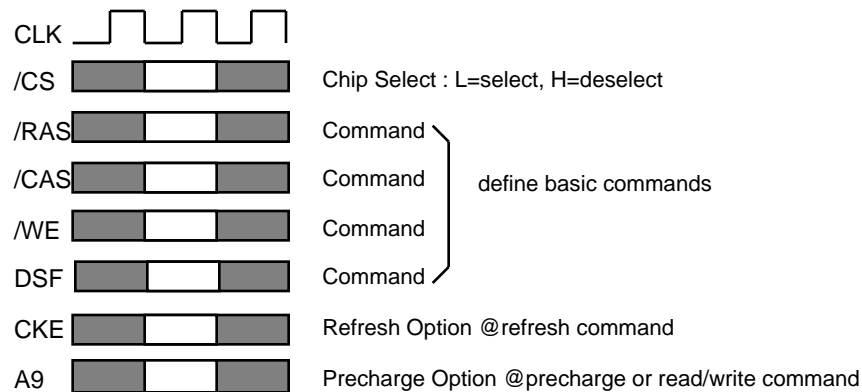 CLK
/CS Chip Select : L=select, H=deselect
/RAS Command
/CAS Command define basic commands
/WE Command
DSF Command
CKE Refresh Option @refresh command
A9 Precharge Option @precharge or read/write command